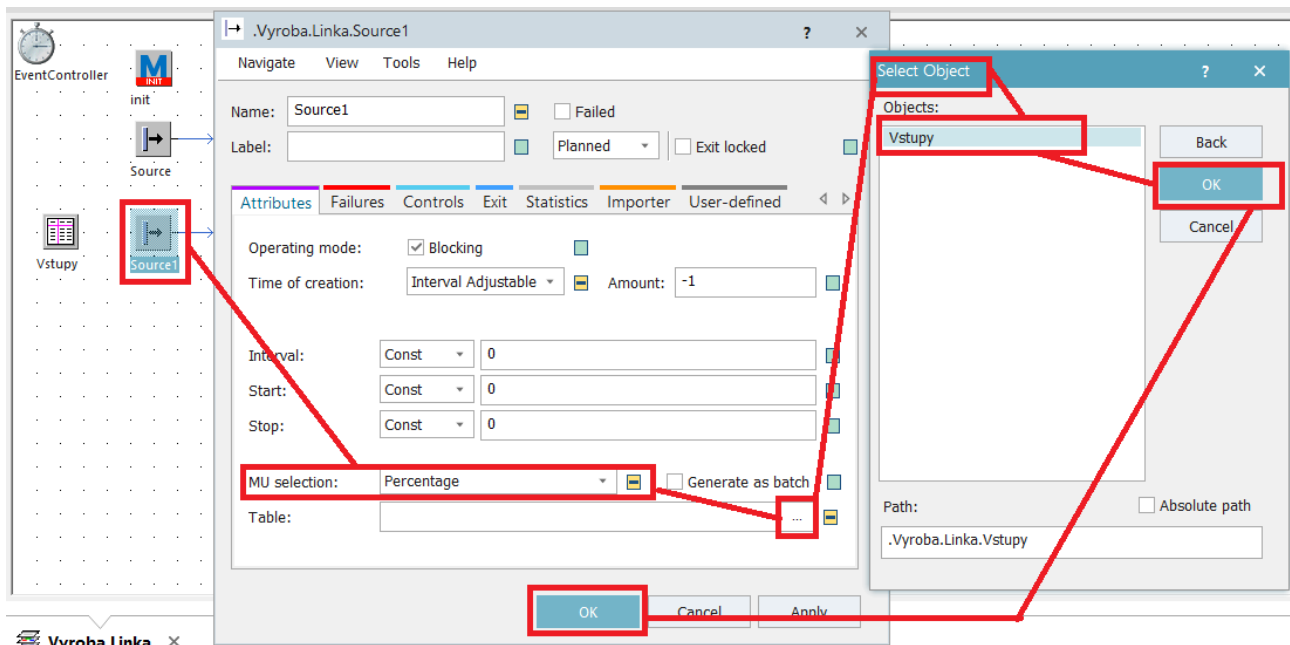 EventController
M
INIT
init
Source
Vstupy
Source1
.Vyroba.Linka.Source1 ? ×
Navigate View Tools Help
Name: Source1 Failed
Label: Planned Exit locked
Attributes Failures Controls Exit Statistics Importer User-defined
Operating mode: Blocking
Time of creation: Interval Adjustable Amount: -1
Interval: Const 0
Start: Const 0
Stop: Const 0
MU selection: Percentage Generate as batch
Table: ...
OK Cancel Apply
Select Object ? ×
Objects:
Vstupy
Back
OK
Cancel
Path: Absolute path
.Vyroba.Linka.Vstupy
Vyroba.Linka ×